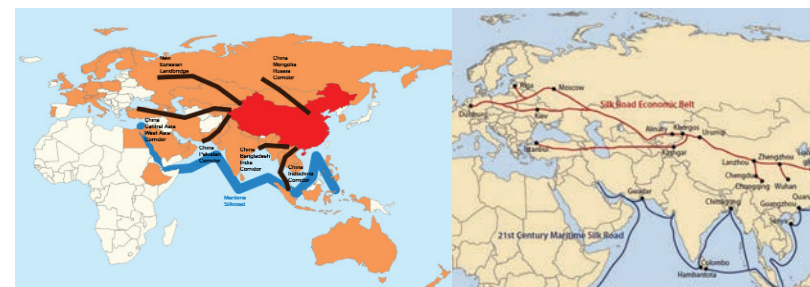 New
Eurasian
Landbridge
China
Mongolia
Russia
Corridor
China
Central Asia
West Asia
Corridor
China
Pakistan
Corridor
China
Bangladesh
India
Corridor
China
Indochina
Corridor
Maritime
Silkroad
Riga
Moscow
Silk Road Economic Belt
Duisburg
Kiev
Almaty
Khorgos
Urumqi
Istanbul
Kashgar
Lanzhou
Zhengzhou
Chengdu
Chongqing
Wuhan
Gwadar
Chittagong
Guangzhou
Quan
Sanya
21st Century Maritime Silk Road
Colombo
Hambantota